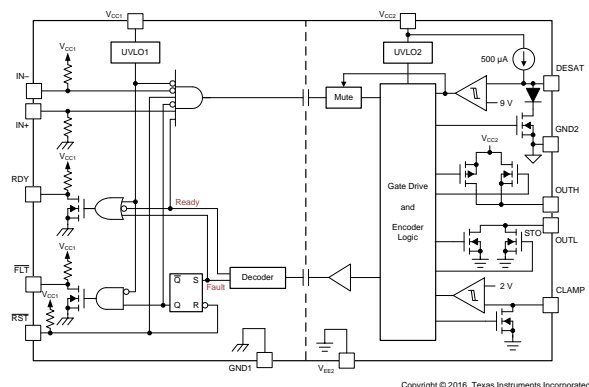 VCC1
VCC2
UVLO1
UVLO2
500 µA
DESAT
VCC1
IN–
IN+
Mute
9 V
GND2
VCC1
VCC2
RDY
Ready
Gate Drive
and
Encoder
Logic
OUTH
STO
OUTL
VCC1
FLT
Q
S
Fault
Decoder
VCC1
Q
R
2 V
CLAMP
RST
GND1
VEE2
Copyright © 2016, Texas Instruments Incorporated